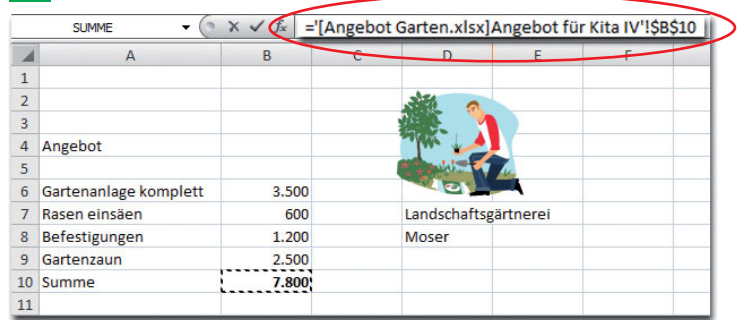 SUMME ='[Angebot Garten.xlsx]Angebot für Kita IV'!$B$10
A B C D E F
1
2
3
4 Angebot
5
6 Gartenanlage komplett 3.500
7 Rasen einsäen 600 Landschaftsgärtnerei
8 Befestigungen 1.200 Moser
9 Gartenzaun 2.500
10 Summe 7.800
11